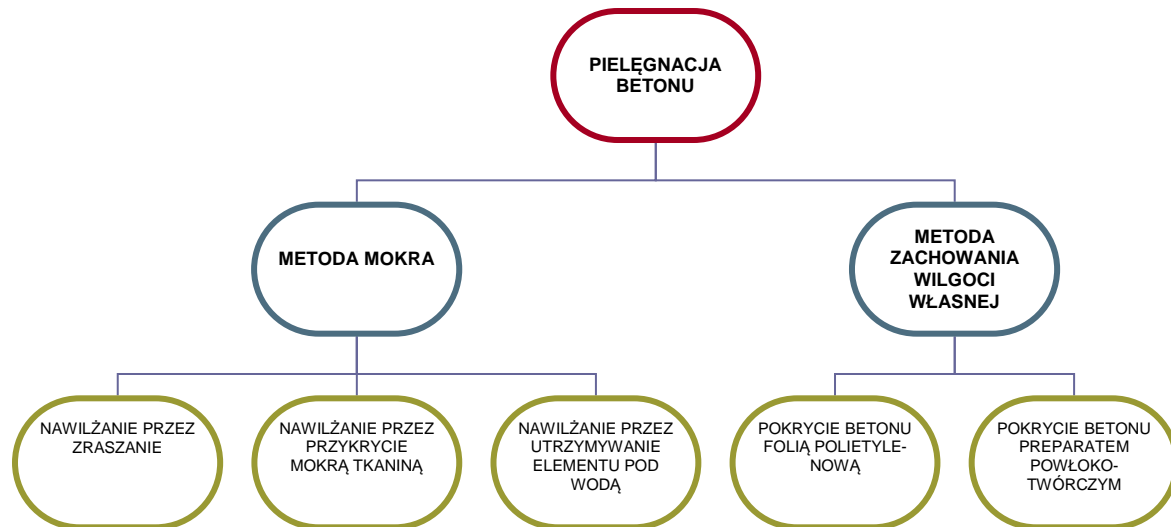 PIELĘGNACJA
BETONU
METODA MOKRA
METODA
ZACHOWANIA
WILGOCI
WŁASNEJ
NAWILŻANIE PRZEZ
ZRASZANIE
NAWILŻANIE PRZEZ
PRZYKRYCIE
MOKRĄ TKANINĄ
NAWILŻANIE PRZEZ
UTRZYMYWANIE
ELEMENTU POD
WODĄ
POKRYCIE BETONU
FOLIĄ POLIETYLE-
NOWĄ
POKRYCIE BETONU
PREPARATEM
POWŁOKO-
TWÓRCZYM